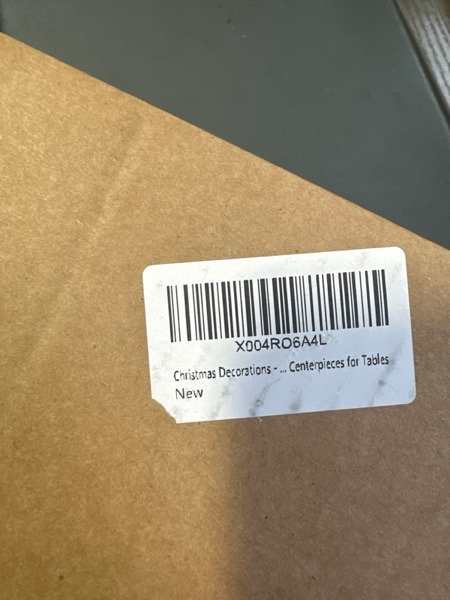 X004RO6A4L
Christmas Decorations - ... Centerpieces for Tables
New